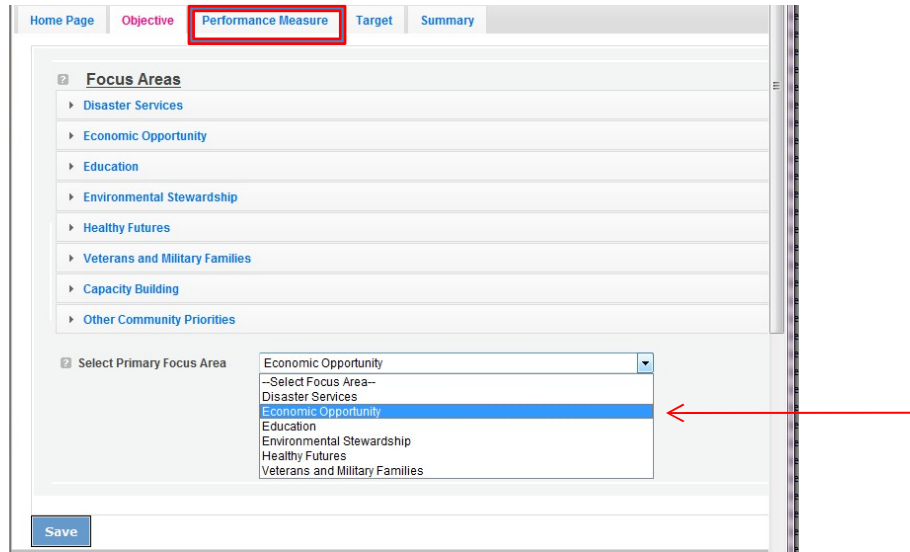 Home Page Objective Performance Measure Target Summary
Focus Areas
Disaster Services
Economic Opportunity
Education
Environmental Stewardship
Healthy Futures
Veterans and Military Families
Capacity Building
Other Community Priorities
Select Primary Focus Area Economic Opportunity
--Select Focus Area--
Disaster Services
Economic Opportunity
Education
Environmental Stewardship
Healthy Futures
Veterans and Military Families
Save